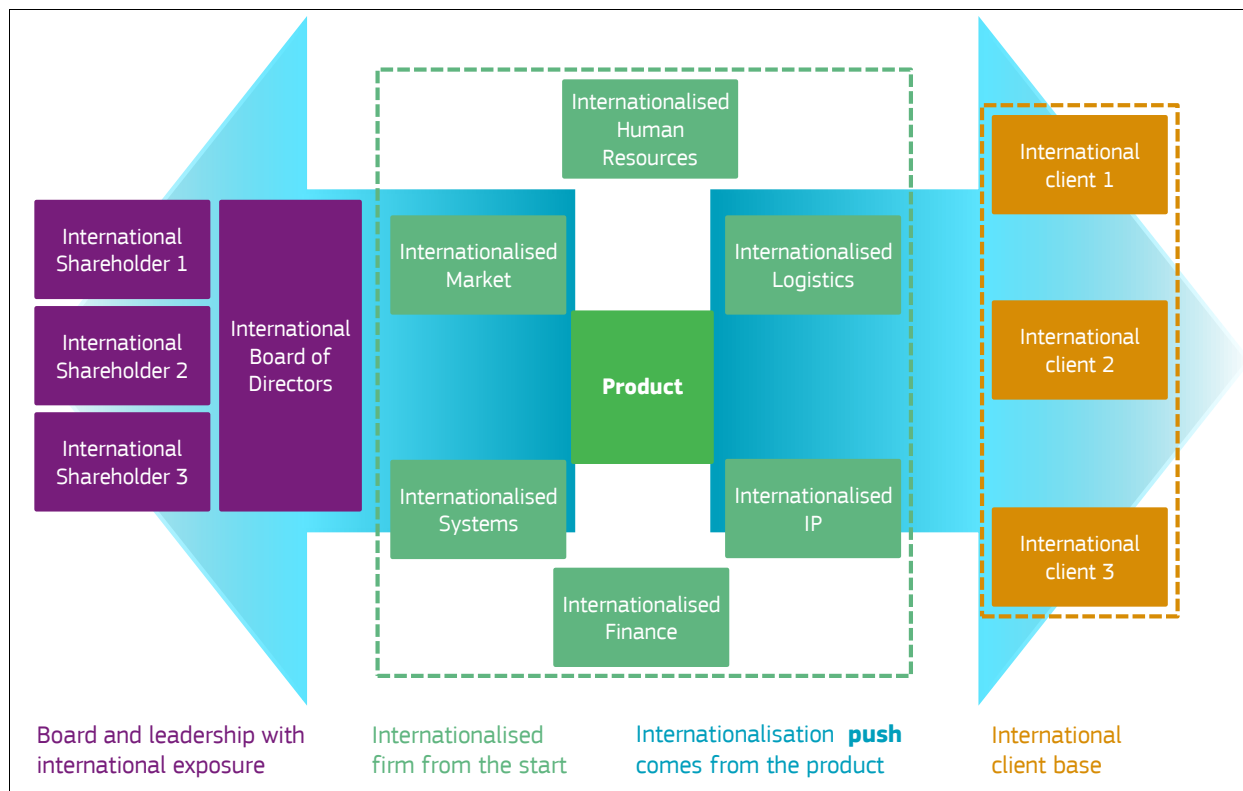 Internationalised
Human
Resources
International
client 1
International
Shareholder 1
International
Board of
Directors
Internationalised
Market
Internationalised
Logistics
International
Shareholder 2
Product
International
client 2
International
Shareholder 3
Internationalised
Systems
Internationalised
IP
International
client 3
Internationalised
Finance
Board and leadership with
international exposure
Internationalised
firm from the start
Internationalisation push
comes from the product
International
client base